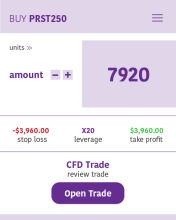 BUY PRST250
units »
amount − +
7920
-$3,960.00
stop loss
X20
leverage
$3,960.00
take profit
CFD Trade
review trade
Open Trade